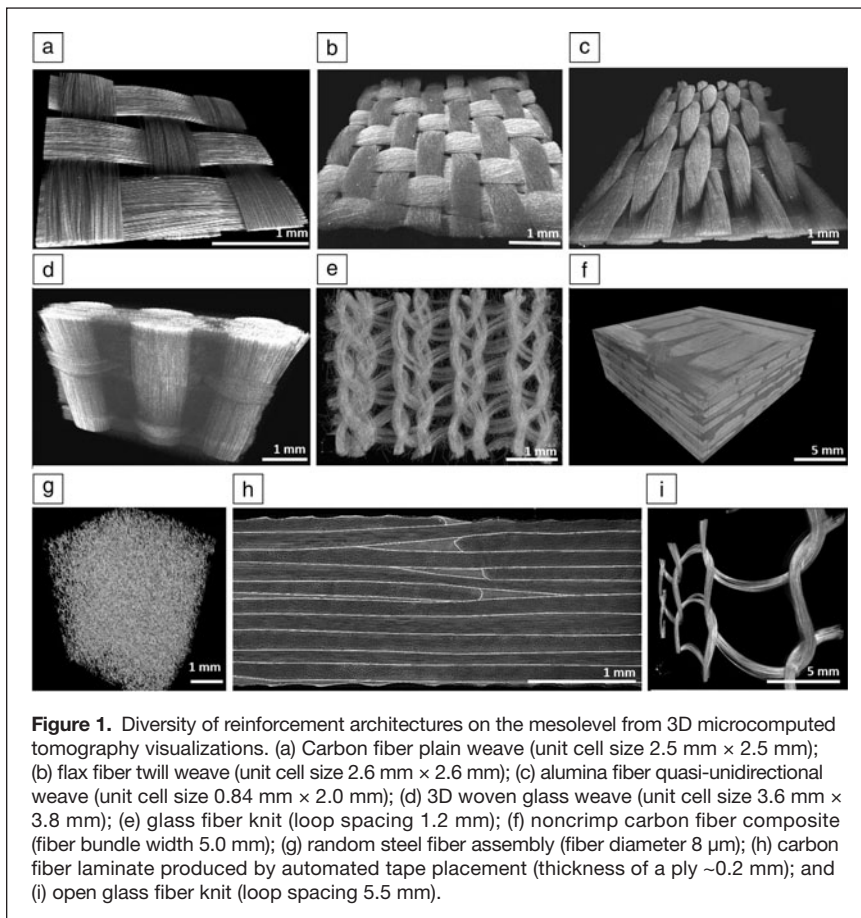 a
b
c
1 mm
1 mm
1 mm
d
e
f
1 mm
1 mm
5 mm
g
h
i
1 mm
1 mm
5 mm
Figure 1. Diversity of reinforcement architectures on the mesolevel from 3D microcomputed
tomography visualizations. (a) Carbon fiber plain weave (unit cell size 2.5 mm × 2.5 mm);
(b) flax fiber twill weave (unit cell size 2.6 mm × 2.6 mm); (c) alumina fiber quasi-unidirectional
weave (unit cell size 0.84 mm × 2.0 mm); (d) 3D woven glass weave (unit cell size 3.6 mm ×
3.8 mm); (e) glass fiber knit (loop spacing 1.2 mm); (f) noncrimp carbon fiber composite
(fiber bundle width 5.0 mm); (g) random steel fiber assembly (fiber diameter 8 μm); (h) carbon
fiber laminate produced by automated tape placement (thickness of a ply ~0.2 mm); and
(i) open glass fiber knit (loop spacing 5.5 mm).